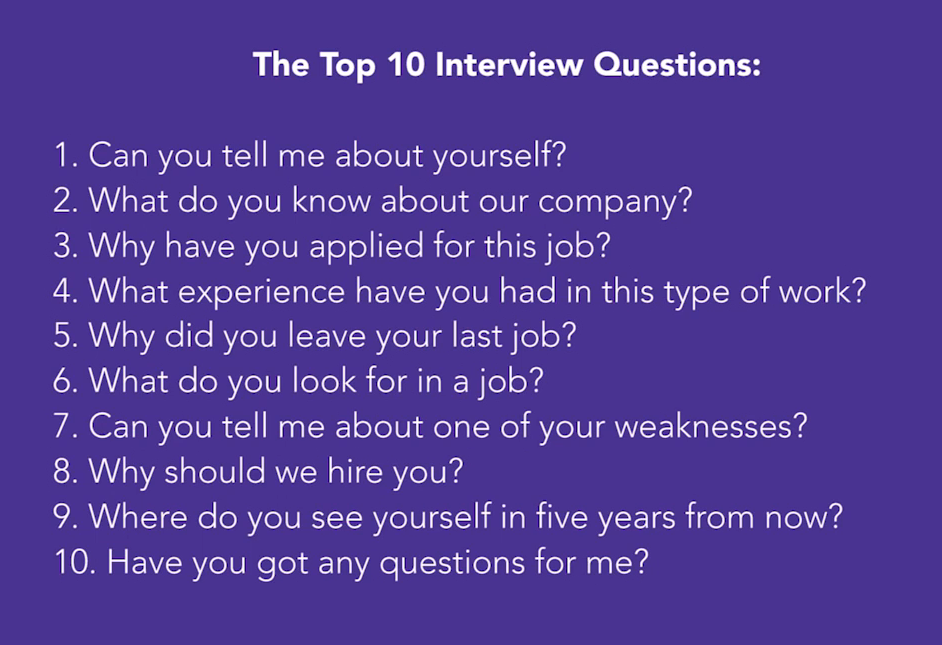 The Top 10 Interview Questions:
1. Can you tell me about yourself?
2. What do you know about our company?
3. Why have you applied for this job?
4. What experience have you had in this type of work?
5. Why did you leave your last job?
6. What do you look for in a job?
7. Can you tell me about one of your weaknesses?
8. Why should we hire you?
9. Where do you see yourself in five years from now?
10. Have you got any questions for me?